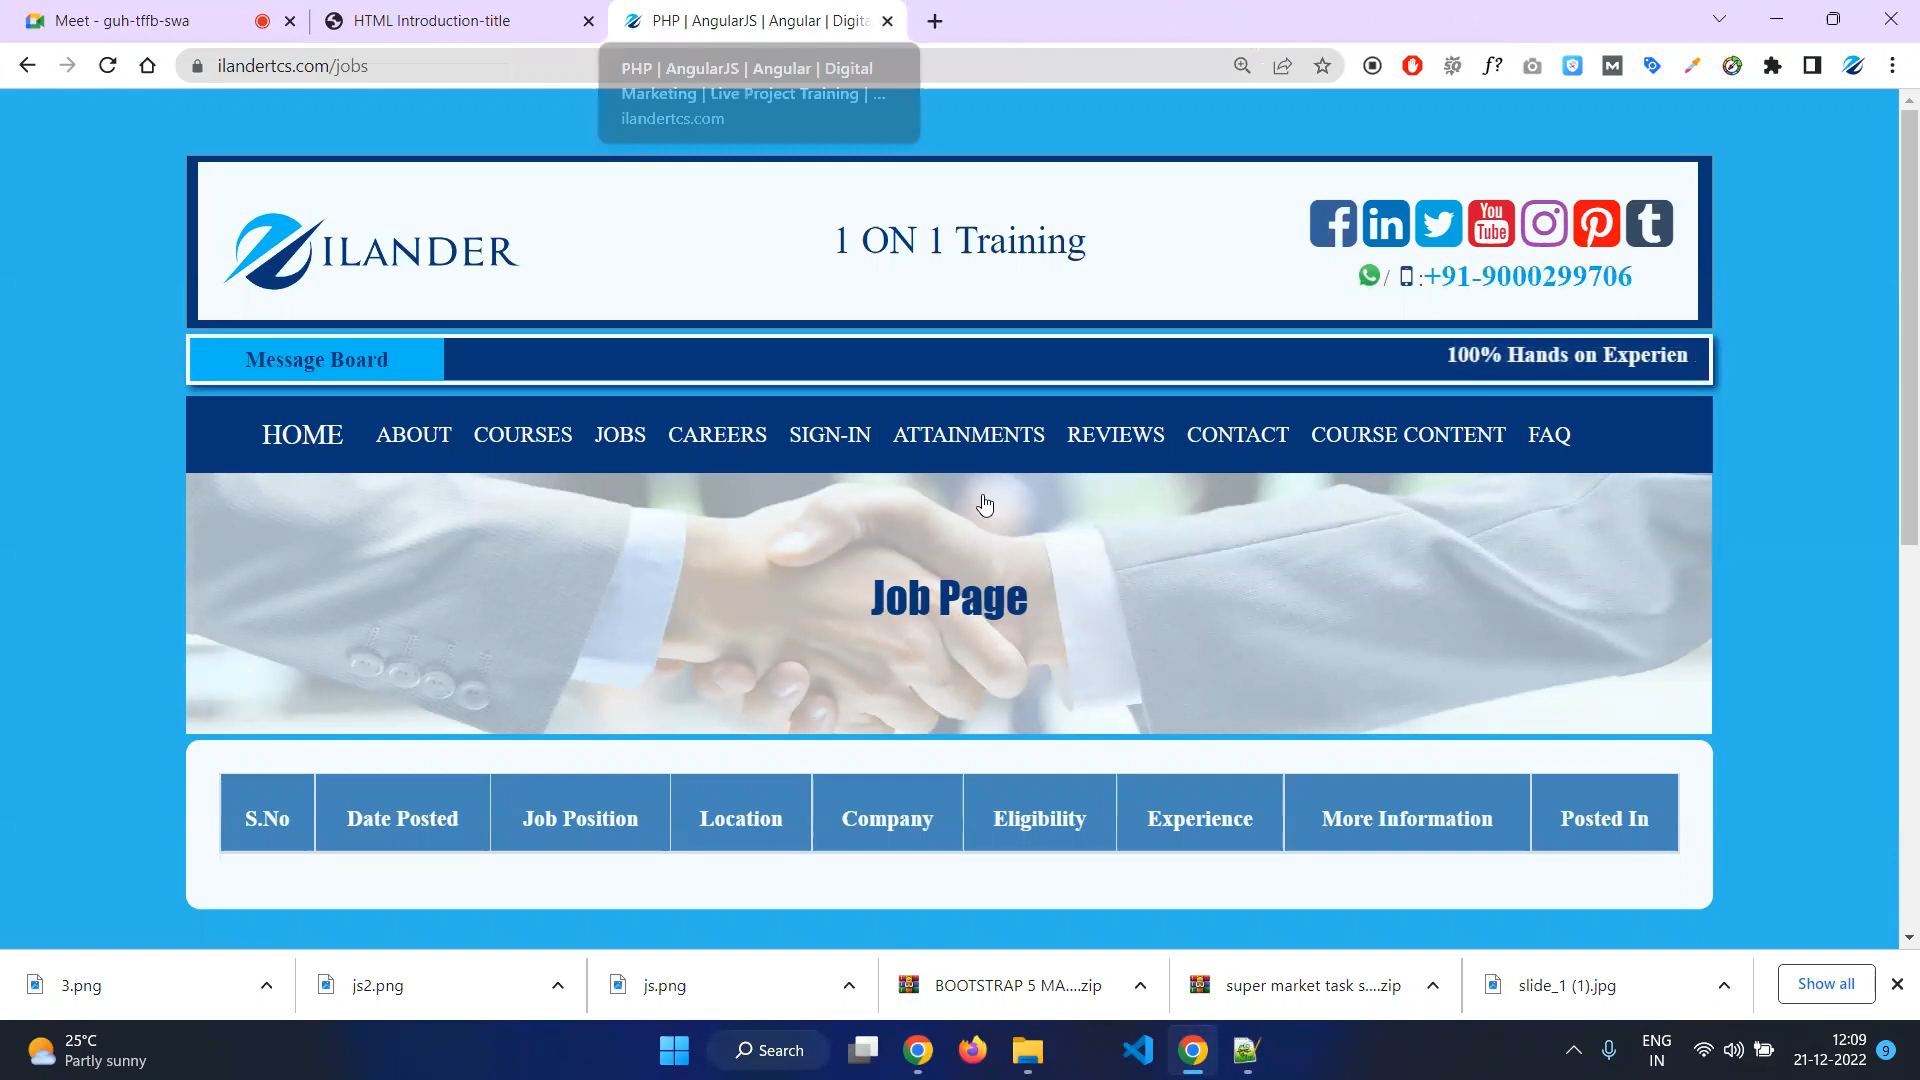 Meet - guh-tffb-swa
HTML Introduction-title
PHP | AngularJS | Angular | Digita
ilandertcs.com/jobs
PHP | AngularJS | Angular | Digital
Marketing | Live Project Training | ...
ilandertcs.com
ILANDER
1 ON 1 Training
You
Tube
/ :+91-9000299706
Message Board
100% Hands on Experien
HOME ABOUT COURSES JOBS CAREERS SIGN-IN ATTAINMENTS REVIEWS CONTACT COURSE CONTENT FAQ
Job Page
S.No Date Posted Job Position Location Company Eligibility Experience More Information Posted In
3.png
js2.png
js.png
BOOTSTRAP 5 MA....zip
super market task s....zip
slide_1 (1).jpg
Show all
25°C
Partly sunny
Search
ENG
IN
12:09
21-12-2022
9